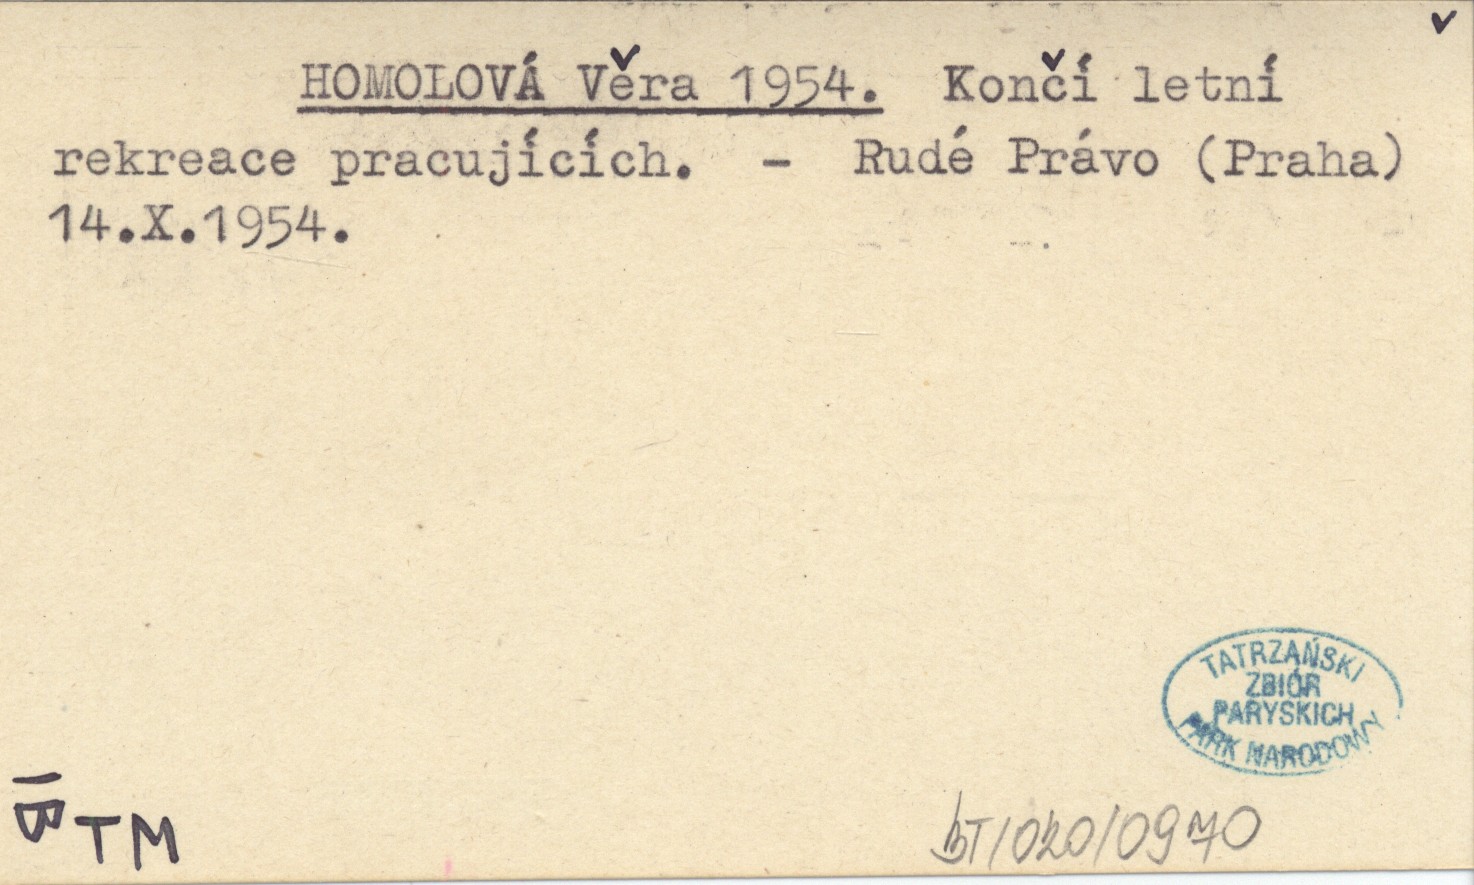 HOMOLOVÁ Věra 1954. Končí letní
rekreace pracujících. - Rudé Právo (Praha)
14.X.1954.
TATRZAŃSKI
ZBIÓR
PARYSKICH
PARK NARODOWY
B TM
BT/020/0970